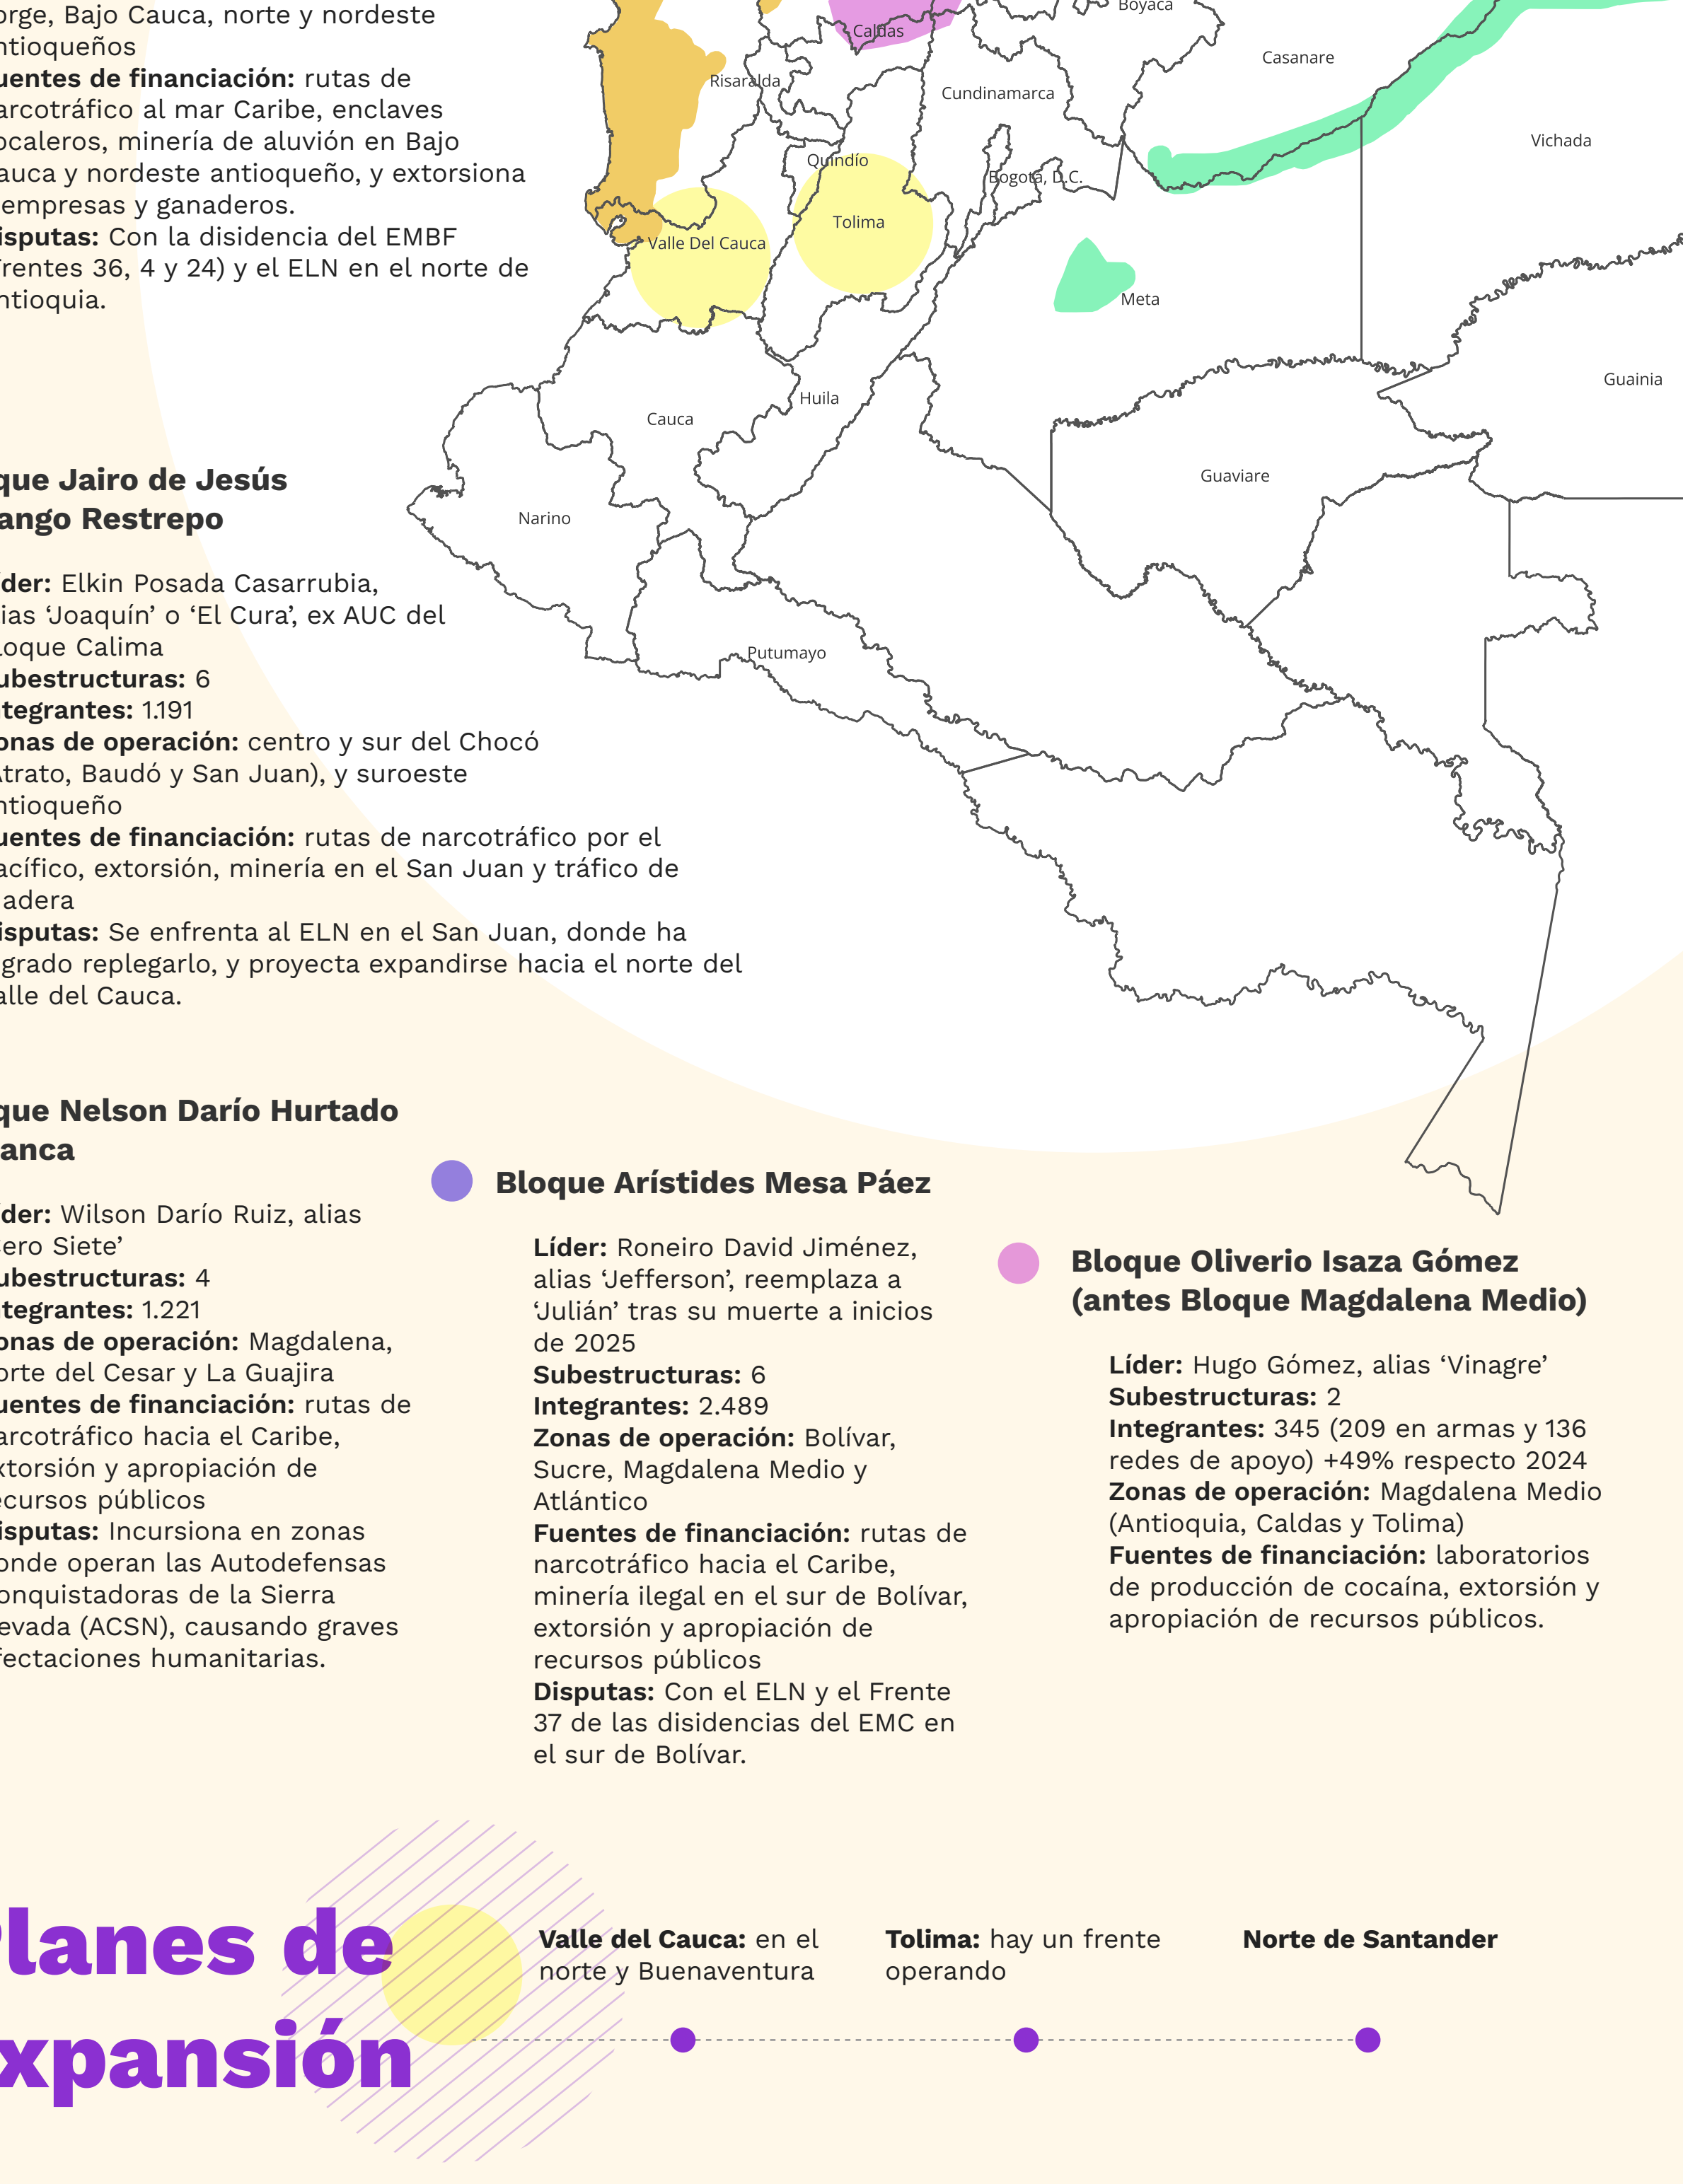 orge, Bajo Cauca, norte y nordeste
ntioqueños
uentes de financiación: rutas de
arcotráfico al mar Caribe, enclaves
ocaleros, minería de aluvión en Bajo
auca y nordeste antioqueño, y extorsiona
empresas y ganaderos.
isputas: Con la disidencia del EMBF
rentes 36, 4 y 24) y el ELN en el norte de
ntioquia.
Boyacá
Caldas
Casanare
Risaralda
Cundinamarca
Vichada
Quindío
Bogotá, D.C.
Tolima
Valle Del Cauca
Meta
Guainia
Huila
Cauca
Guaviare
Narino
Putumayo
que Jairo de Jesús
ango Restrepo
íder: Elkin Posada Casarrubia,
lias ‘Joaquín’ o ‘El Cura’, ex AUC del
loque Calima
ubestructuras: 6
ntegrantes: 1.191
onas de operación: centro y sur del Chocó
Atrato, Baudó y San Juan), y suroeste
ntioqueño
uentes de financiación: rutas de narcotráfico por el
acífico, extorsión, minería en el San Juan y tráfico de
adera
isputas: Se enfrenta al ELN en el San Juan, donde ha
grado replegarlo, y proyecta expandirse hacia el norte del
alle del Cauca.
que Nelson Darío Hurtado
anca
íder: Wilson Darío Ruiz, alias
ero Siete’
ubestructuras: 4
ntegrantes: 1.221
onas de operación: Magdalena,
orte del Cesar y La Guajira
uentes de financiación: rutas de
arcotráfico hacia el Caribe,
xtorsión y apropiación de
ecursos públicos
isputas: Incursiona en zonas
onde operan las Autodefensas
onquistadoras de la Sierra
evada (ACSN), causando graves
fectaciones humanitarias.
Bloque Arístides Mesa Páez
Líder: Roneiro David Jiménez,
alias ‘Jefferson’, reemplaza a
‘Julián’ tras su muerte a inicios
de 2025
Subestructuras: 6
Integrantes: 2.489
Zonas de operación: Bolívar,
Sucre, Magdalena Medio y
Atlántico
Fuentes de financiación: rutas de
narcotráfico hacia el Caribe,
minería ilegal en el sur de Bolívar,
extorsión y apropiación de
recursos públicos
Disputas: Con el ELN y el Frente
37 de las disidencias del EMC en
el sur de Bolívar.
Bloque Oliverio Isaza Gómez
(antes Bloque Magdalena Medio)
Líder: Hugo Gómez, alias ‘Vinagre’
Subestructuras: 2
Integrantes: 345 (209 en armas y 136
redes de apoyo) +49% respecto 2024
Zonas de operación: Magdalena Medio
(Antioquia, Caldas y Tolima)
Fuentes de financiación: laboratorios
de producción de cocaína, extorsión y
apropiación de recursos públicos.
Planes de
xpansión
Valle del Cauca: en el
norte y Buenaventura
Tolima: hay un frente
operando
Norte de Santander